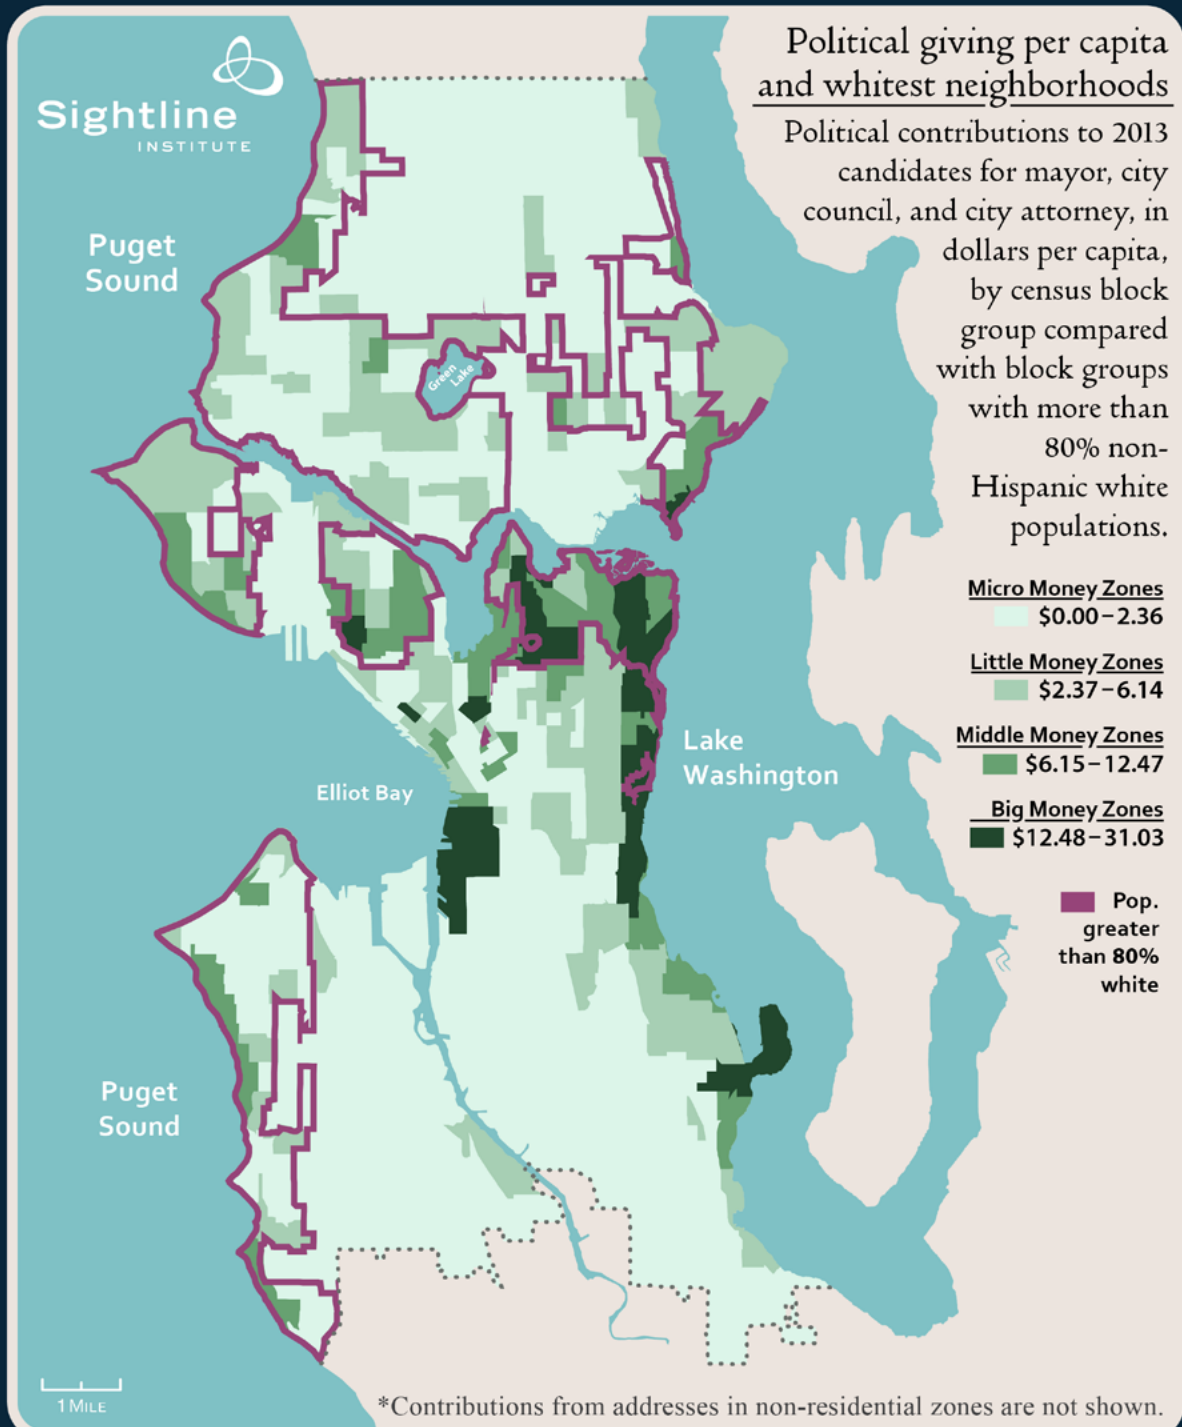 Sightline
INSTITUTE
Political giving per capita
and whitest neighborhoods
Political contributions to 2013
candidates for mayor, city
council, and city attorney, in
dollars per capita,
by census block
group compared
with block groups
with more than
80% non-
Hispanic white
populations.
Puget
Sound
Green
Lake
Micro Money Zones
$0.00–2.36
Little Money Zones
$2.37–6.14
Middle Money Zones
$6.15–12.47
Big Money Zones
$12.48–31.03
Pop.
greater
than 80%
white
Lake
Washington
Elliot Bay
Puget
Sound
1 MILE
*Contributions from addresses in non-residential zones are not shown.